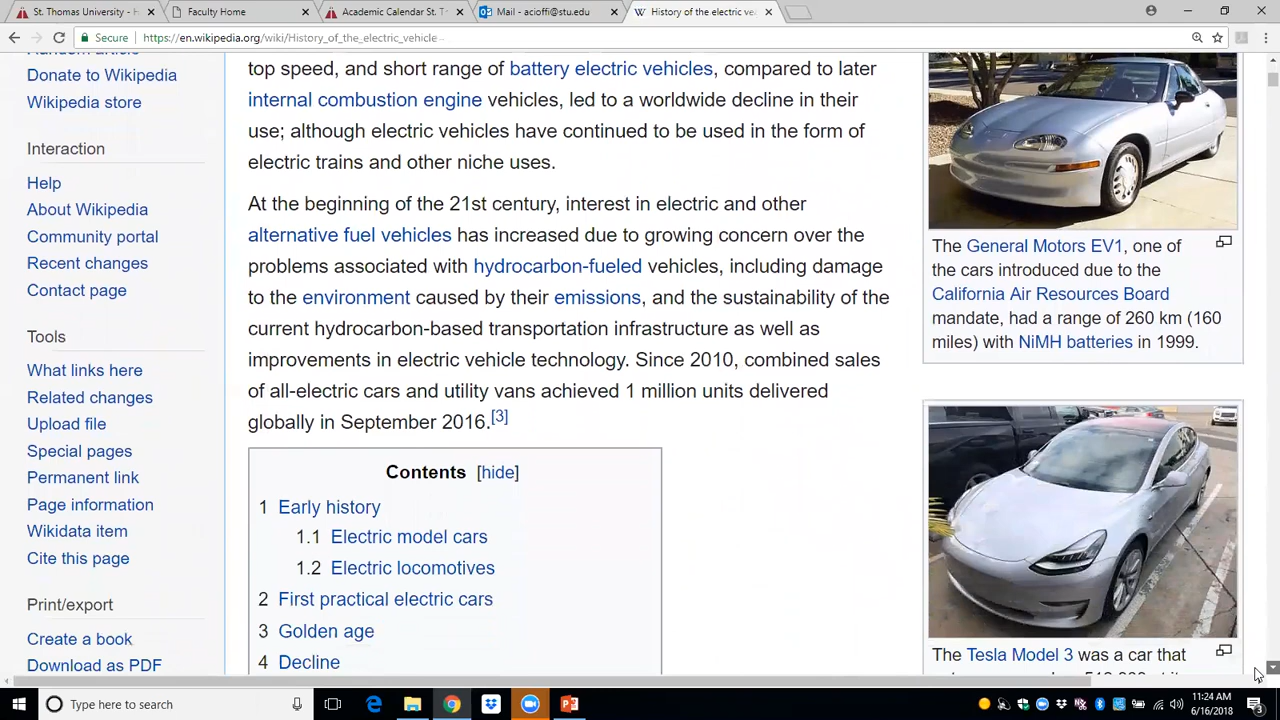 St. Thomas University - H
Faculty Home
Academic Calendar St. T
Mail - acioffi@stu.edu
History of the electric ve
Secure
https://en.wikipedia.org/wiki/History_of_the_electric_vehicle
Random article
Donate to Wikipedia
Wikipedia store
Interaction
Help
About Wikipedia
Community portal
Recent changes
Contact page
Tools
What links here
Related changes
Upload file
Special pages
Permanent link
Page information
Wikidata item
Cite this page
Print/export
Create a book
Download as PDF
top speed, and short range of battery electric vehicles, compared to later
internal combustion engine vehicles, led to a worldwide decline in their
use; although electric vehicles have continued to be used in the form of
electric trains and other niche uses.
At the beginning of the 21st century, interest in electric and other
alternative fuel vehicles has increased due to growing concern over the
problems associated with hydrocarbon-fueled vehicles, including damage
to the environment caused by their emissions, and the sustainability of the
current hydrocarbon-based transportation infrastructure as well as
improvements in electric vehicle technology. Since 2010, combined sales
of all-electric cars and utility vans achieved 1 million units delivered
globally in September 2016.[3]
Contents [hide]
1 Early history
1.1 Electric model cars
1.2 Electric locomotives
2 First practical electric cars
3 Golden age
4 Decline
The General Motors EV1, one of
the cars introduced due to the
California Air Resources Board
mandate, had a range of 260 km (160
miles) with NiMH batteries in 1999.
The Tesla Model 3 was a car that
Type here to search
11:24 AM
6/16/2018